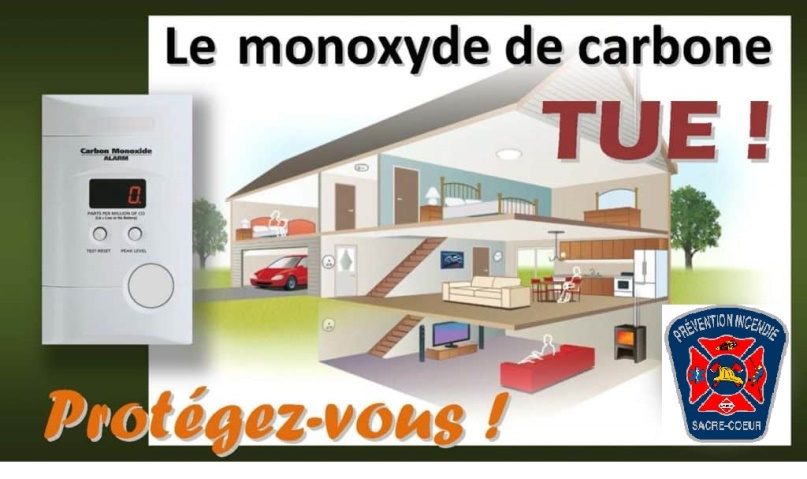 Le monoxyde de carbone
TUE !
Carbon Monoxide
ALARM
0.
PARTS PER MILLION OF CO
TEST RESET PEAK LEVEL
Protégez-vous !
PRÉVENTION INCENDIE
SACRE-COEUR